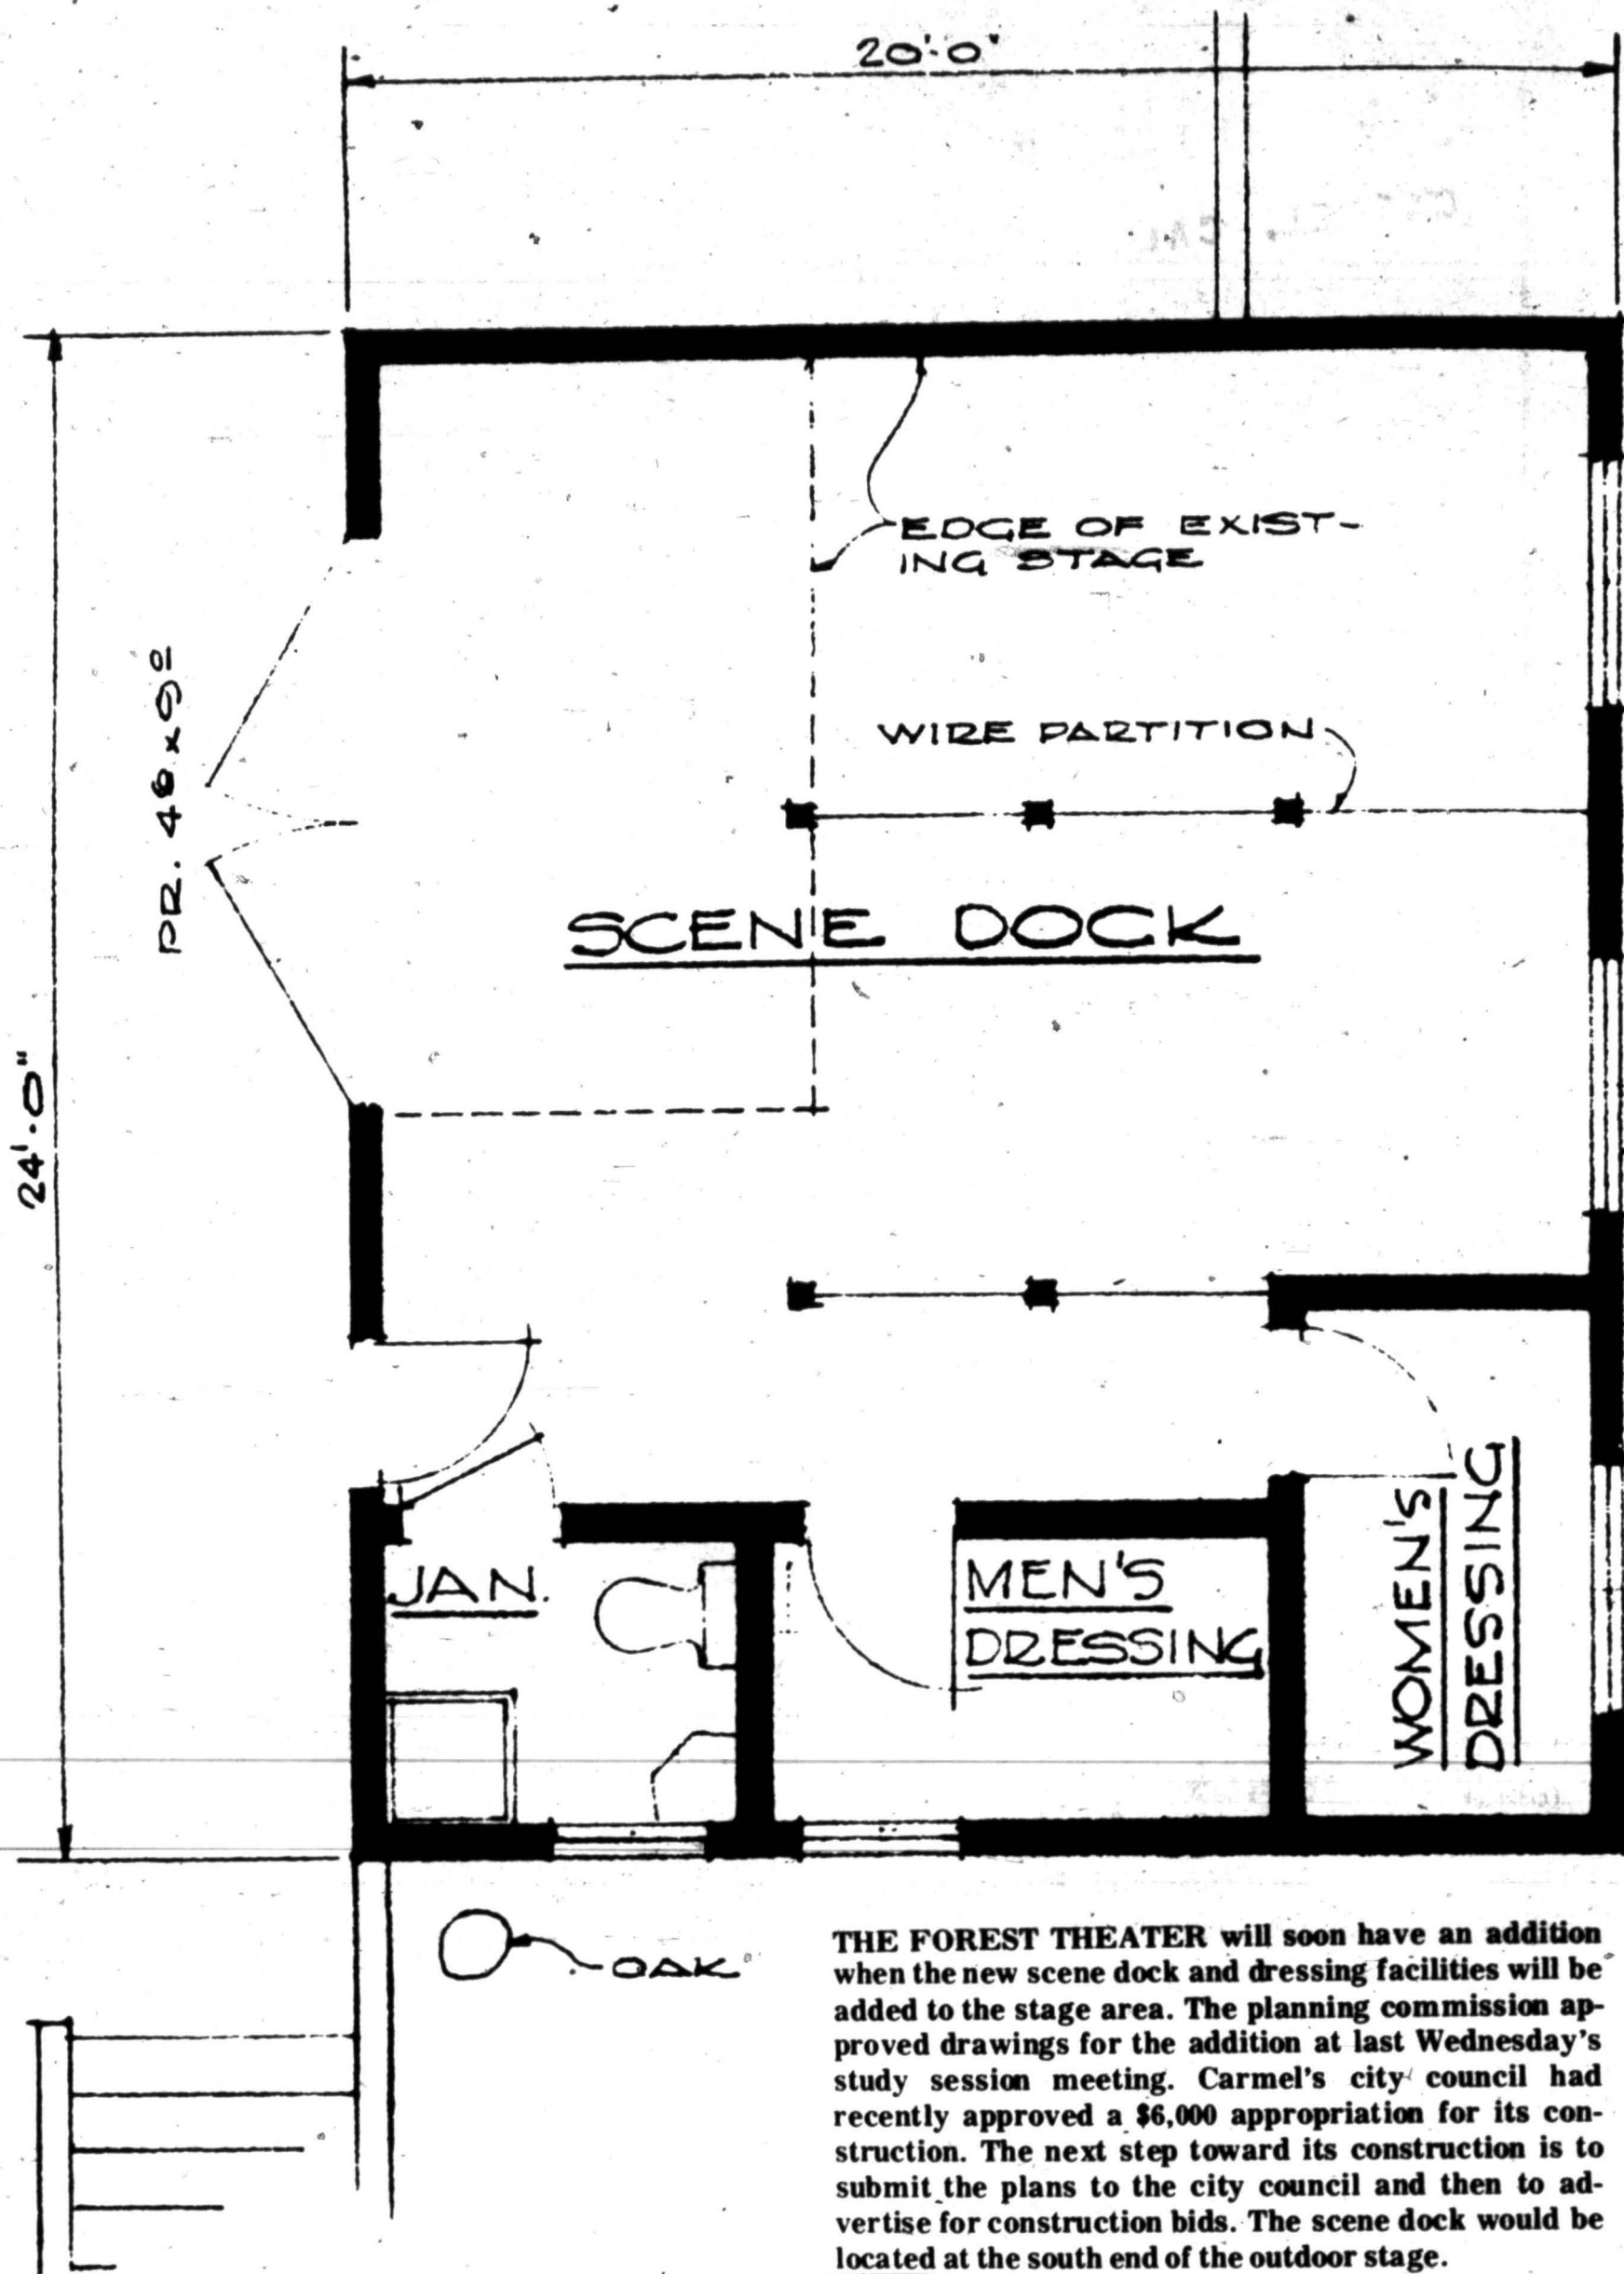 20'-0"
EDGE OF EXIST-
ING STAGE
WIRE PARTITION
SCENE DOCK
24'-0"
JAN.
MEN'S
DRESSING
WOMEN'S
DRESSING
OAK
THE FOREST THEATER will soon have an addition
when the new scene dock and dressing facilities will be
added to the stage area. The planning commission ap-
proved drawings for the addition at last Wednesday's
study session meeting. Carmel's city council had
recently approved a $6,000 appropriation for its con-
struction. The next step toward its construction is to
submit the plans to the city council and then to ad-
vertise for construction bids. The scene dock would be
located at the south end of the outdoor stage.